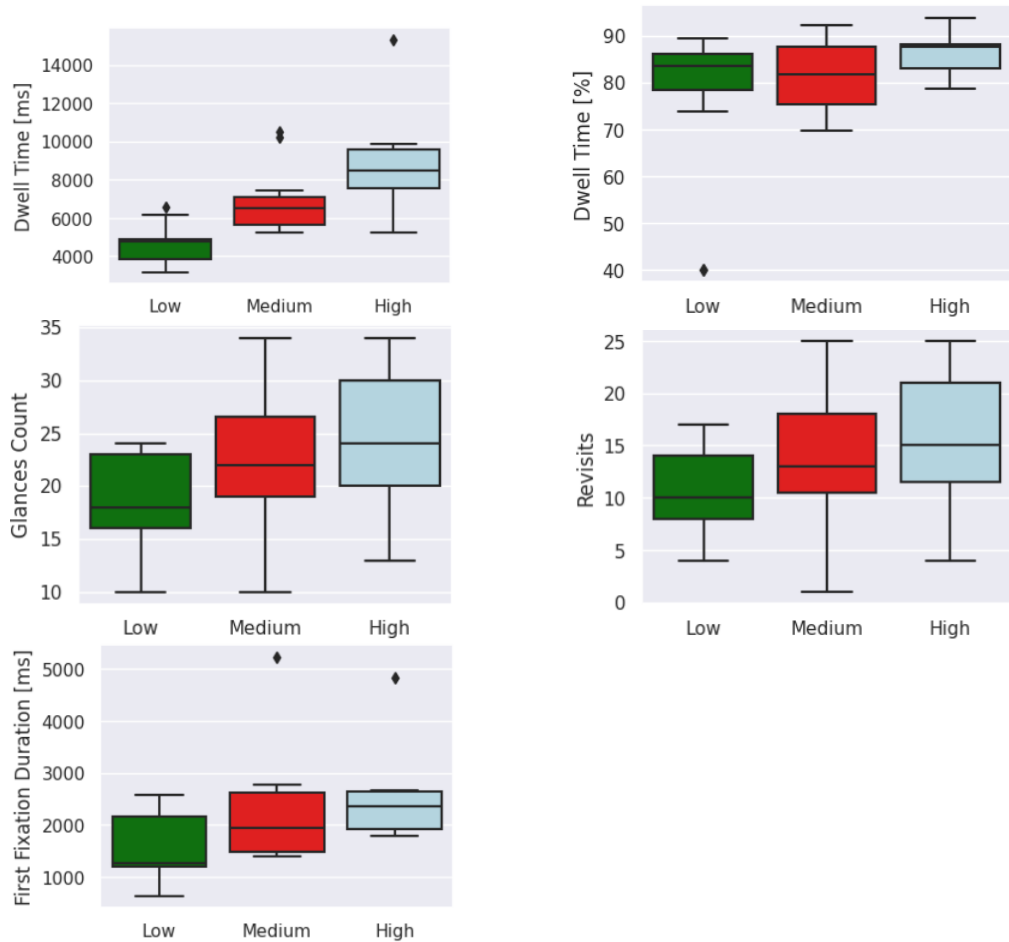 Dwell Time [ms]
14000
12000
10000
8000
6000
4000
Low Medium High
Dwell Time [%]
90
80
70
60
50
40
Low Medium High
Glances Count
35
30
25
20
15
10
Low Medium High
Revisits
25
20
15
10
5
0
Low Medium High
First Fixation Duration [ms]
5000
4000
3000
2000
1000
Low Medium High